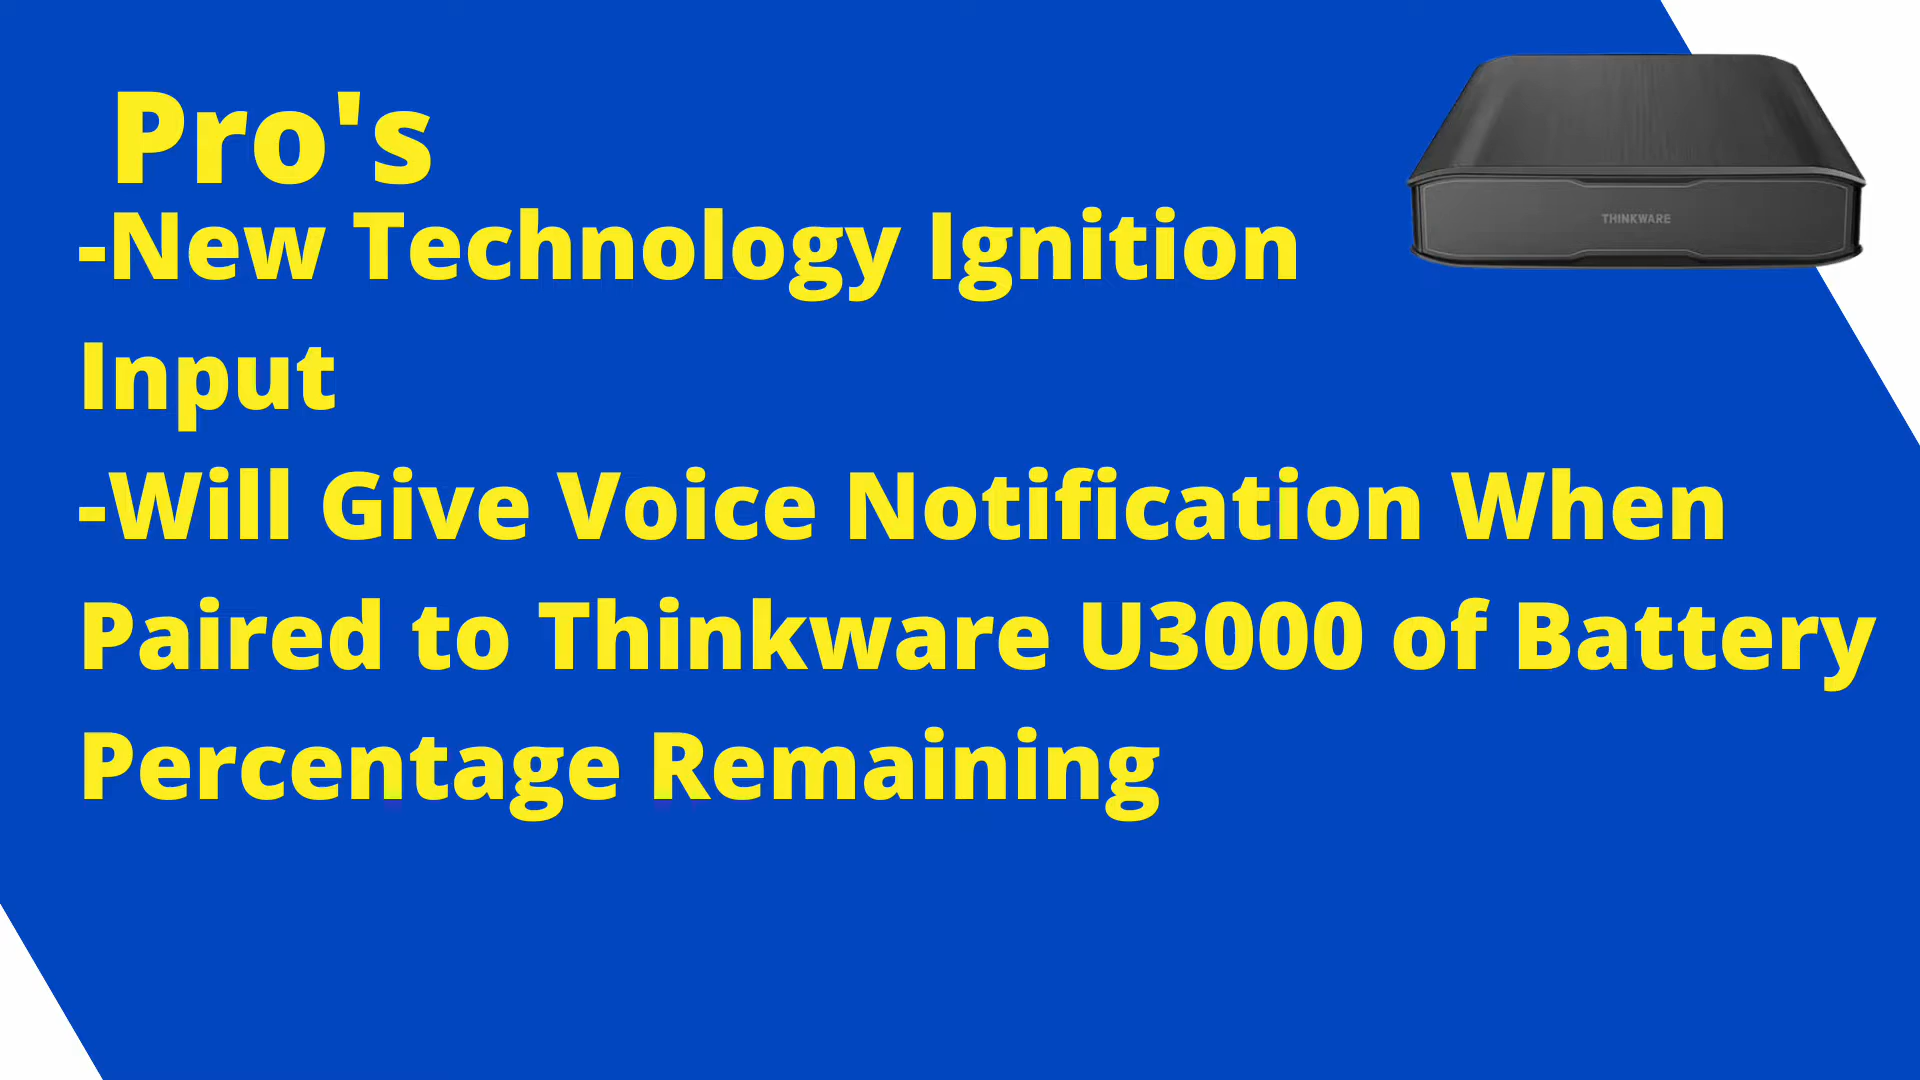 Pro's
-New Technology Ignition
Input
-Will Give Voice Notification When
Paired to Thinkware U3000 of Battery
Percentage Remaining
THINKWARE